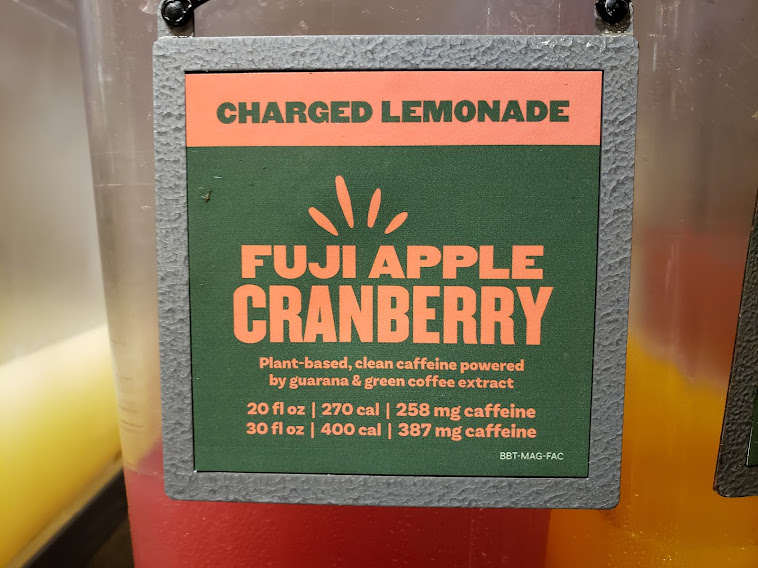 CHARGED LEMONADE
FUJI APPLE
CRANBERRY
Plant-based, clean caffeine powered
by guarana & green coffee extract
20 fl oz | 270 cal | 258 mg caffeine
30 fl oz | 400 cal | 387 mg caffeine
BBT-MAG-FAC